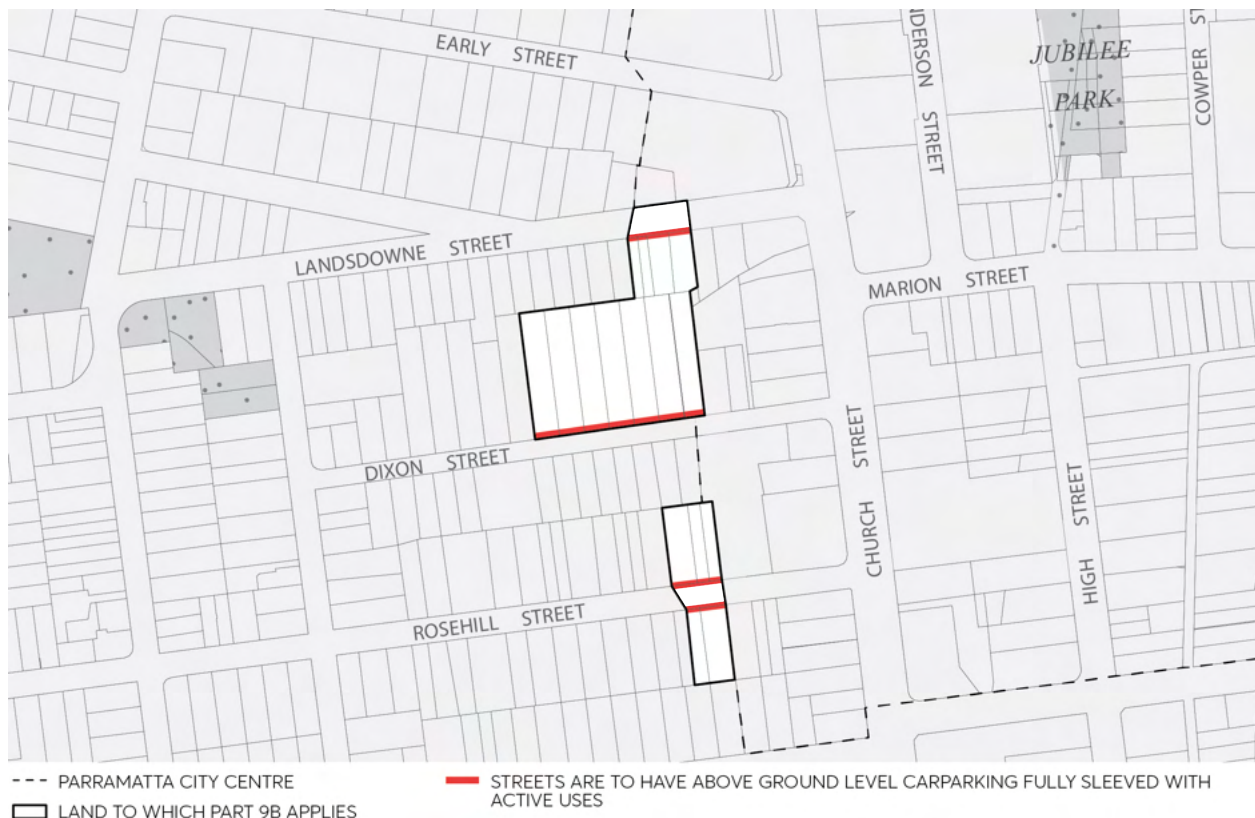 EARLY STREET
NDERSON STREET
JUBILEE
PARK
COWPER ST
LANDSDOWNE STREET
MARION STREET
DIXON STREET
CHURCH STREET
HIGH STREET
ROSEHILL STREET
PARRAMATTA CITY CENTRE
LAND TO WHICH PART 9B APPLIES
STREETS ARE TO HAVE ABOVE GROUND LEVEL CARPARKING FULLY SLEEVED WITH
ACTIVE USES